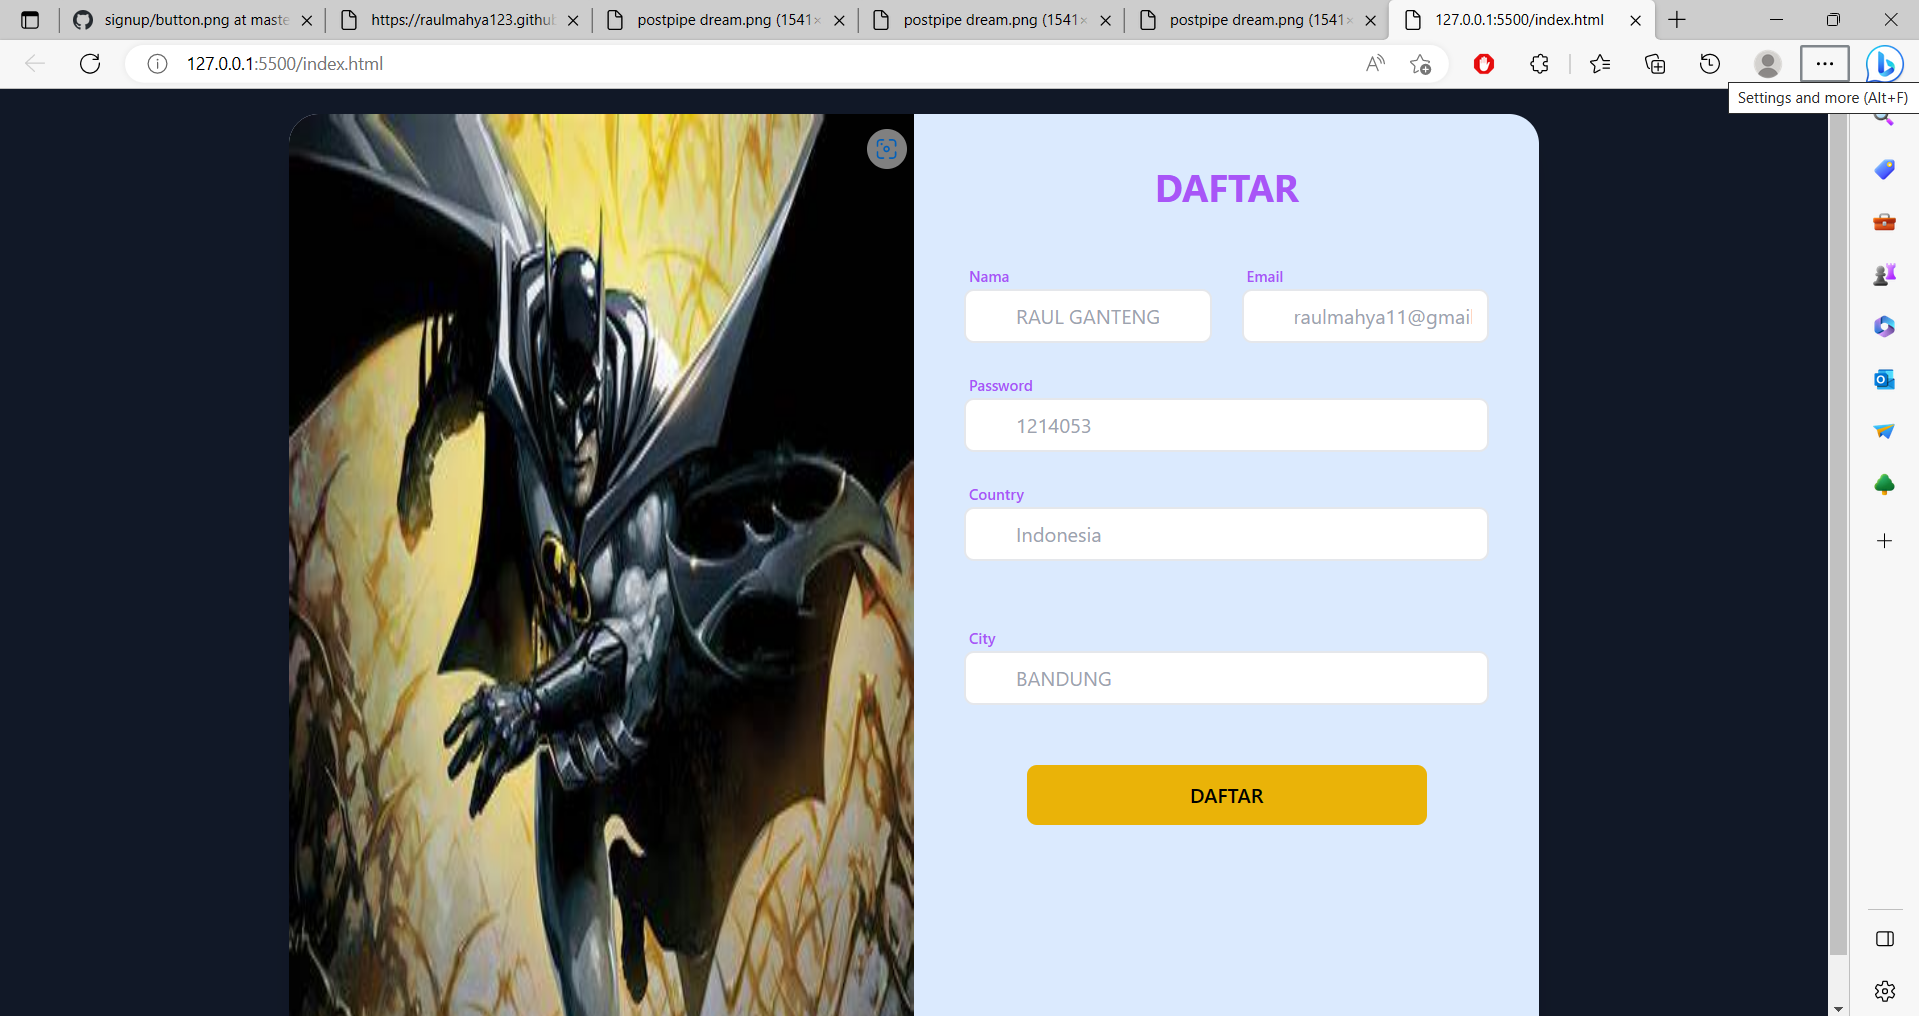 signup/button.png at maste
https://raulmahya123.githu
postpipe dream.png (1541×
postpipe dream.png (1541×
postpipe dream.png (1541×
127.0.0.1:5500/index.html
127.0.0.1:5500/index.html
Settings and more (Alt+F)
DAFTAR
Nama
Email
RAUL GANTENG
raulmahya11@gmail
Password
1214053
Country
Indonesia
City
BANDUNG
DAFTAR